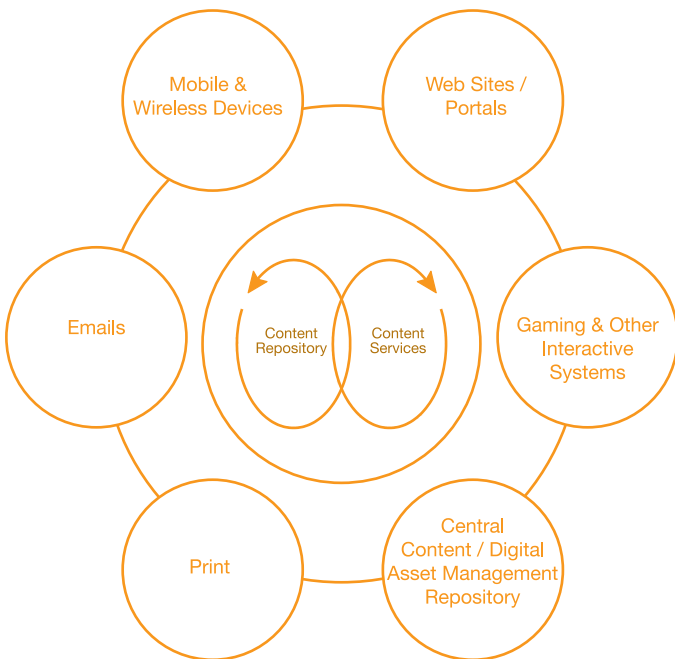 Mobile &
Wireless Devices
Web Sites /
Portals
Emails
Content
Repository
Content
Services
Gaming & Other
Interactive
Systems
Print
Central
Content / Digital
Asset Management
Repository